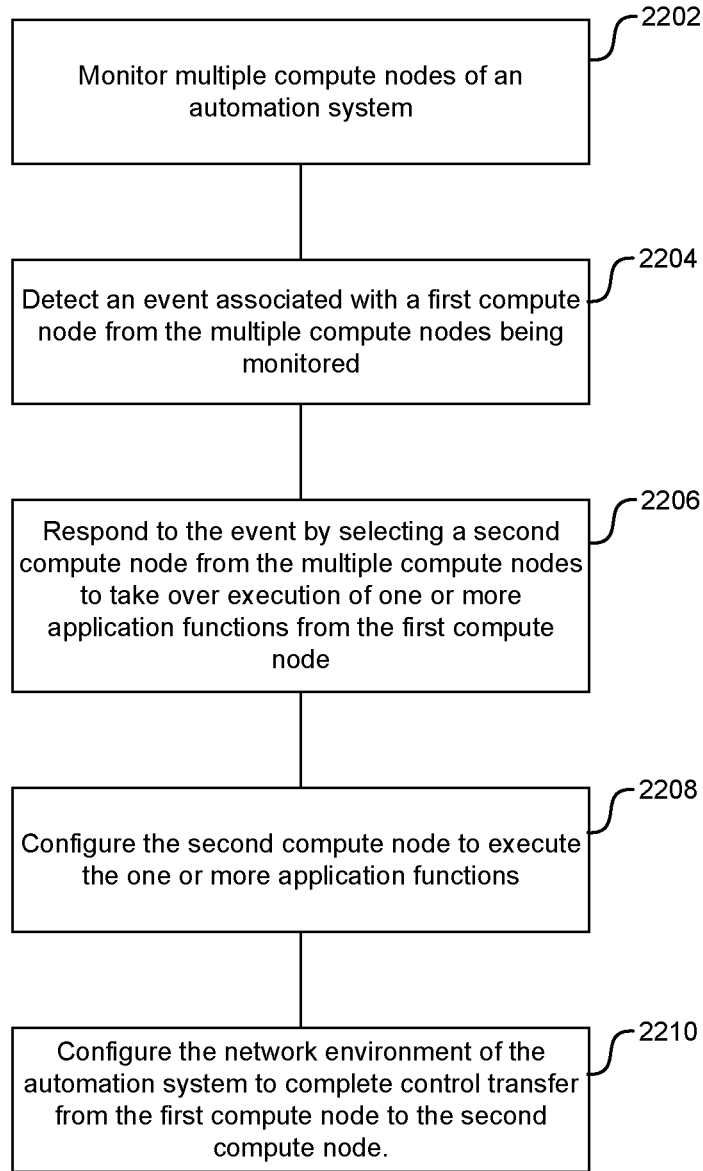 2202
Monitor multiple compute nodes of an
automation system
2204
Detect an event associated with a first compute
node from the multiple compute nodes being
monitored
2206
Respond to the event by selecting a second
compute node from the multiple compute nodes
to take over execution of one or more
application functions from the first compute
node
2208
Configure the second compute node to execute
the one or more application functions
2210
Configure the network environment of the
automation system to complete control transfer
from the first compute node to the second
compute node.